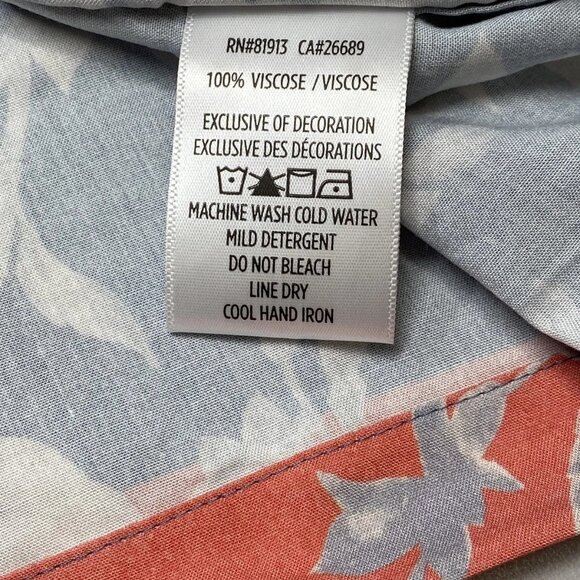 RN#81913 CA#26689
100% VISCOSE / VISCOSE
EXCLUSIVE OF DECORATION
EXCLUSIVE DES DÉCORATIONS
MACHINE WASH COLD WATER
MILD DETERGENT
DO NOT BLEACH
LINE DRY
COOL HAND IRON